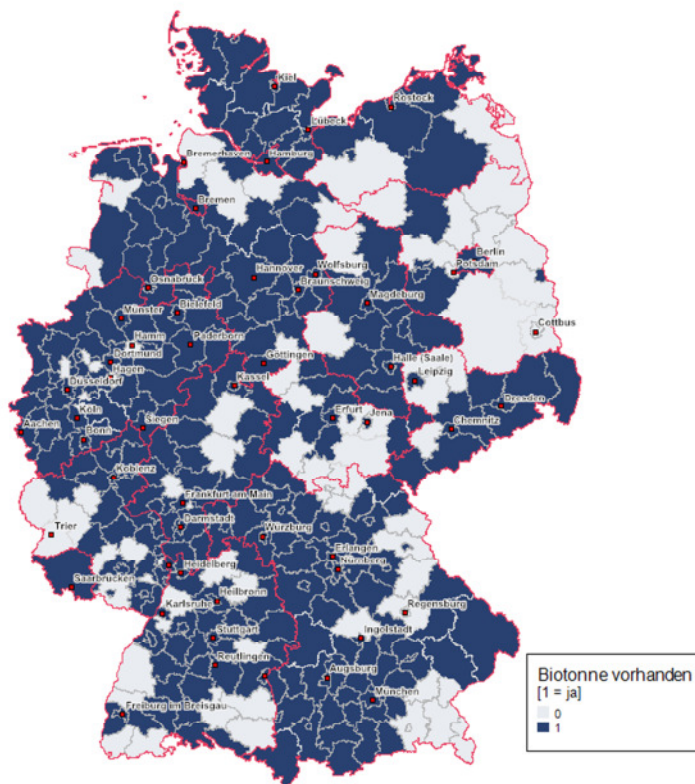 Kiel
Rostock
Lübeck
Bremerhaven
Hamburg
Bremen
Berlin
Potsdam
Hannover
Wolfsburg
Osnabrück
Braunschweig
Magdeburg
Münster
Bielefeld
Cottbus
Hamm
Paderborn
Dortmund
Göttingen
Halle (Saale)
Hagen
Leipzig
Düsseldorf
Kassel
Dresden
Köln
Erfurt
Jena
Aachen
Siegen
Chemnitz
Bonn
Koblenz
Frankfurt am Main
Trier
Darmstadt
Würzburg
Erlangen
Nürnberg
Heidelberg
Saarbrücken
Heilbronn
Karlsruhe
Regensburg
Stuttgart
Ingolstadt
Reutlingen
Augsburg
München
Freiburg im Breisgau
Biotonne vorhanden
[1 = ja]
0
1